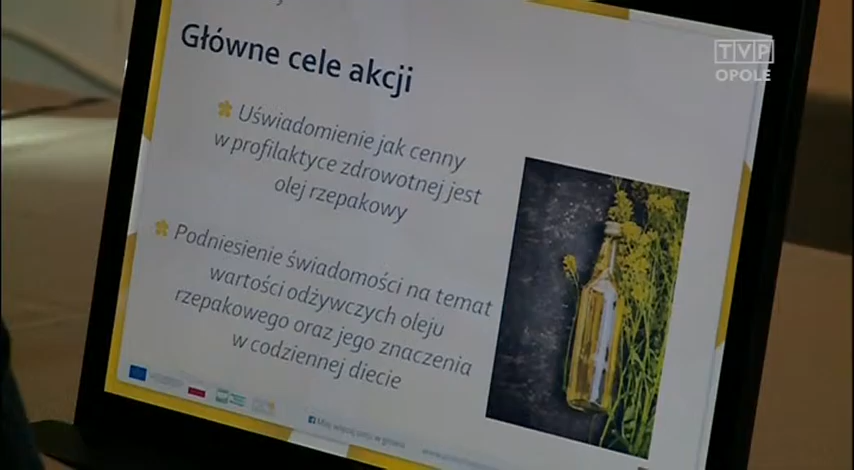 TVP
OPOLE
Główne cele akcji
Uświadomienie jak cenny
w profilaktyce zdrowotnej jest
olej rzepakowy
Podniesienie świadomości na temat
wartości odżywczych oleju
rzepakowego oraz jego znaczenia
w codziennej diecie